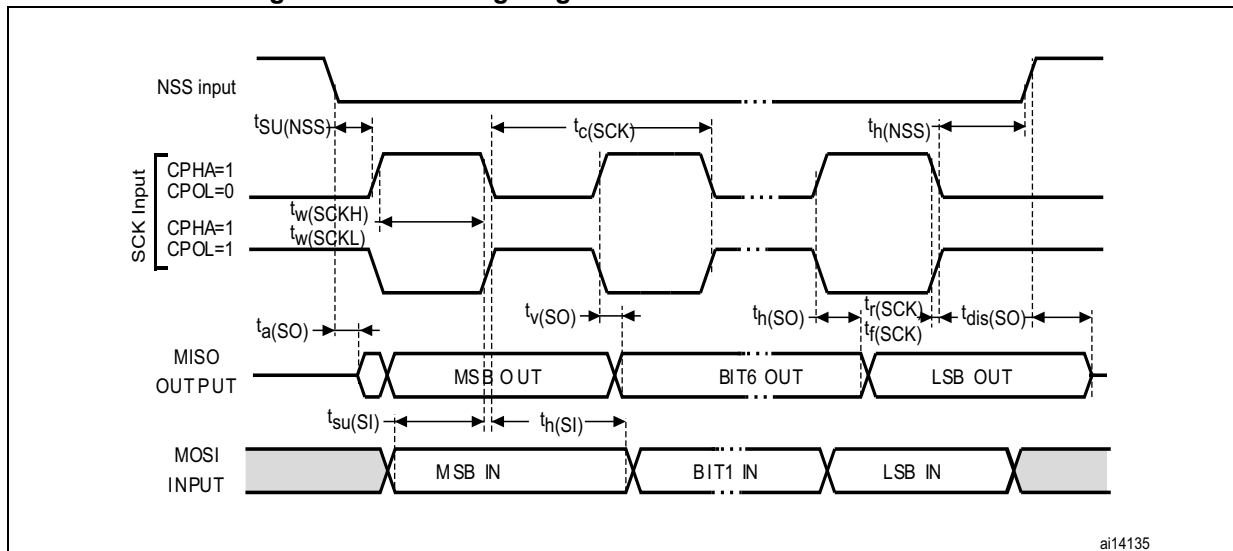 NSS input
tSU(NSS)
tc(SCK)
th(NSS)
SCK Input
CPHA=1
CPOL=0
tw(SCKH)
tw(SCKL)
CPHA=1
CPOL=1
ta(SO)
tv(SO)
th(SO)
tr(SCK)
tf(SCK)
tdis(SO)
MISO
OUTPUT
MSB OUT
BIT6 OUT
LSB OUT
tsu(SI)
th(SI)
MOSI
INPUT
MSB IN
BIT1 IN
LSB IN
ai14135